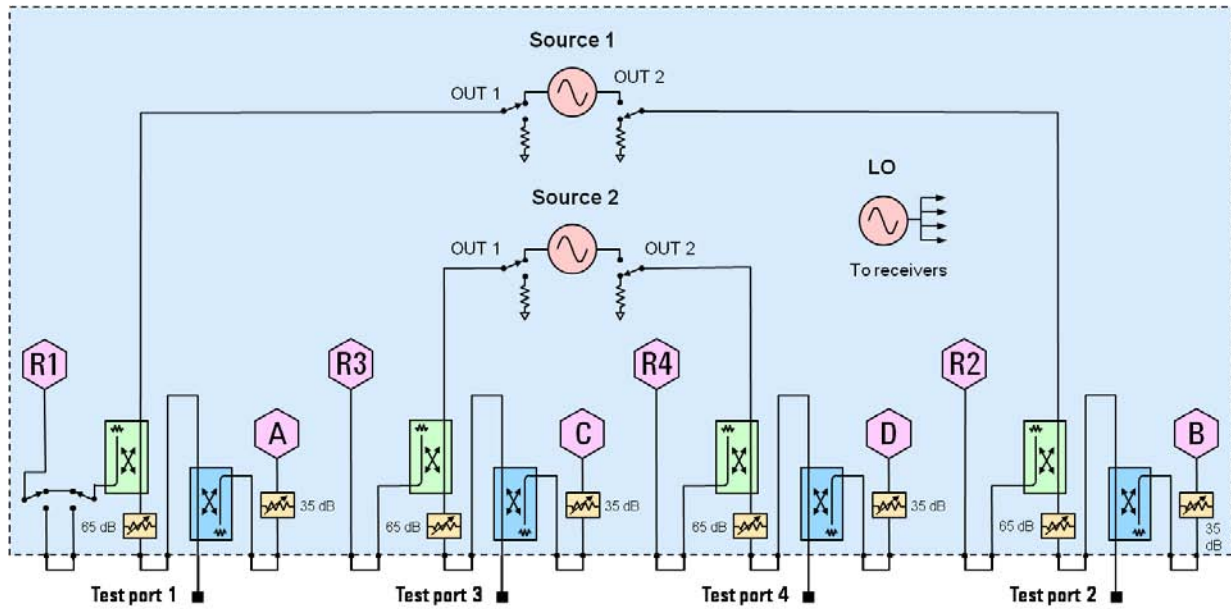 Source 1
OUT 1
OUT 2
LO
Source 2
OUT 1
OUT 2
To receivers
R1
R3
R4
R2
A
C
D
B
65 dB
35 dB
65 dB
35 dB
65 dB
35 dB
65 dB
35
dB
Test port 1
Test port 3
Test port 4
Test port 2